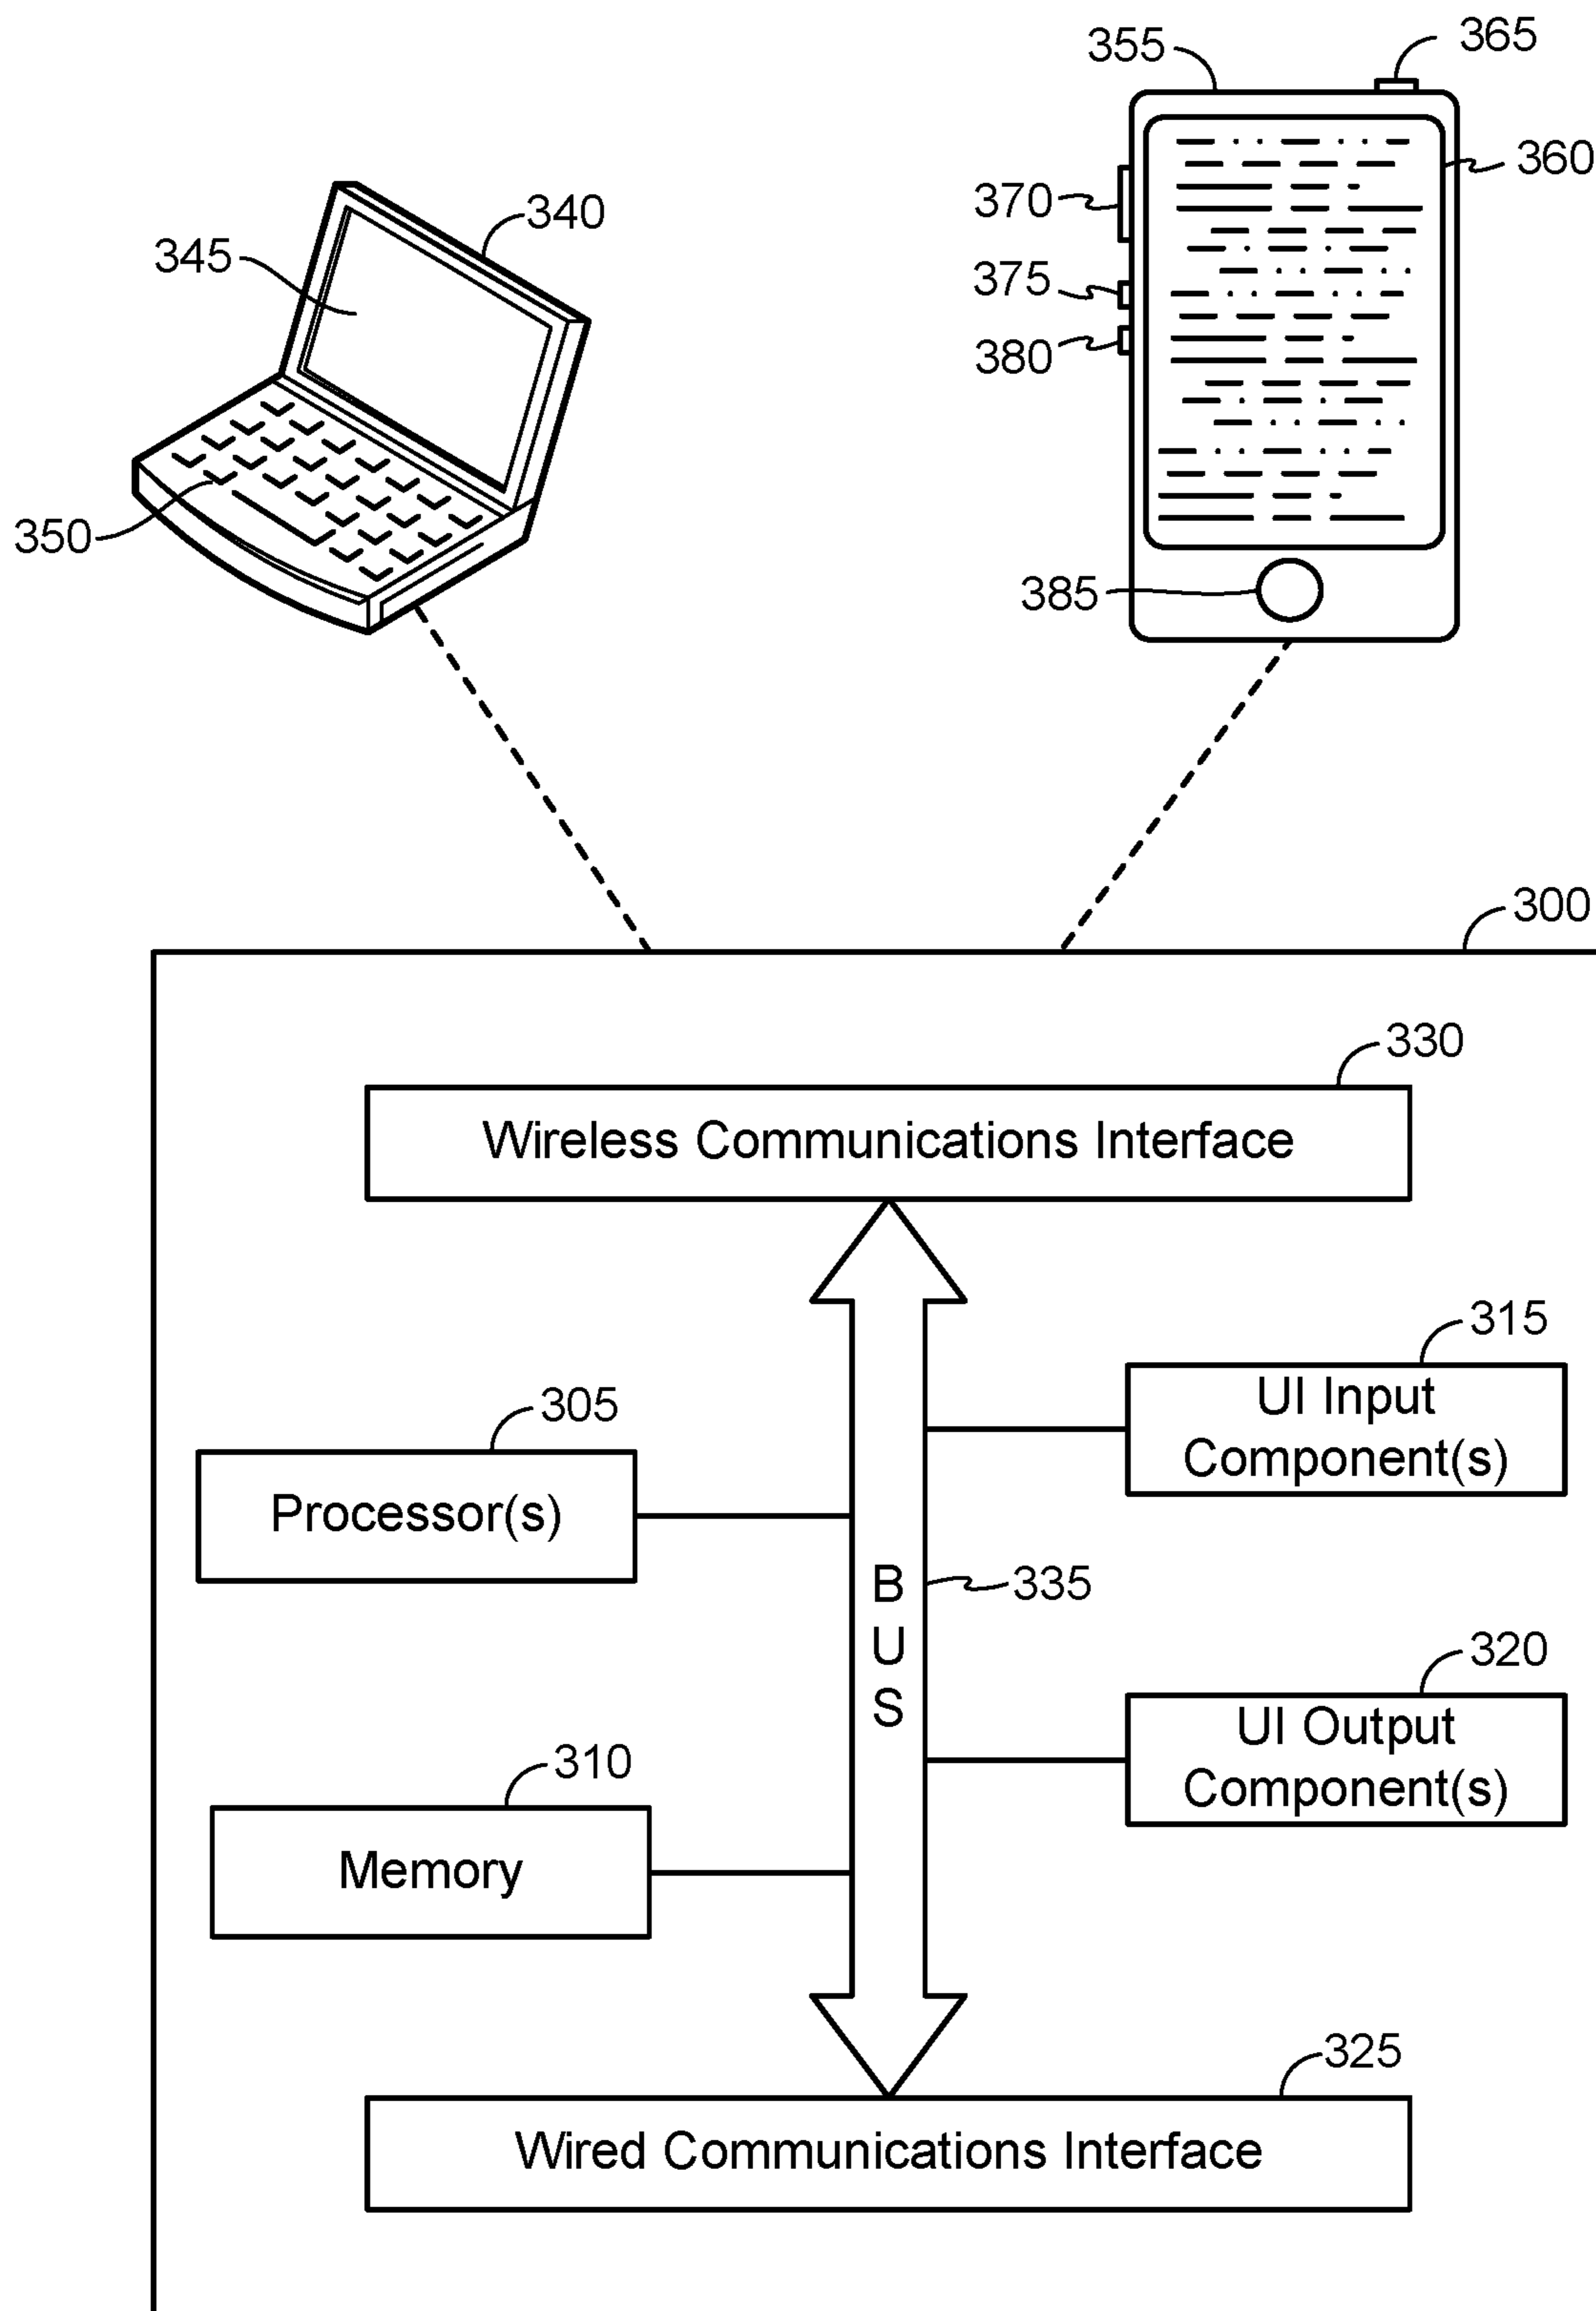 365
355
360
370
340
345
375
380
350
385
300
330
Wireless Communications Interface
315
UI Input
Component(s)
305
Processor(s)
B
U
S
335
320
UI Output
Component(s)
310
Memory
325
Wired Communications Interface